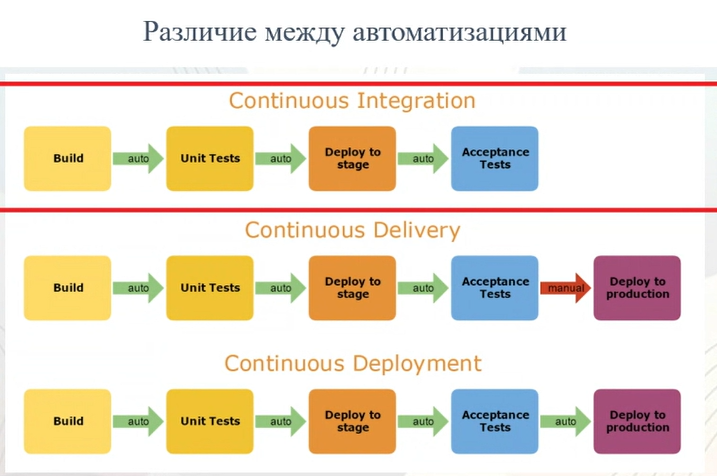 Различие между автоматизациями
Continuous Integration
Build
auto
Unit Tests
auto
Deploy to
stage
auto
Acceptance
Tests
Continuous Delivery
Build
auto
Unit Tests
auto
Deploy to
stage
auto
Acceptance
Tests
manual
Deploy to
production
Continuous Deployment
Build
auto
Unit Tests
auto
Deploy to
stage
auto
Acceptance
Tests
auto
Deploy to
production